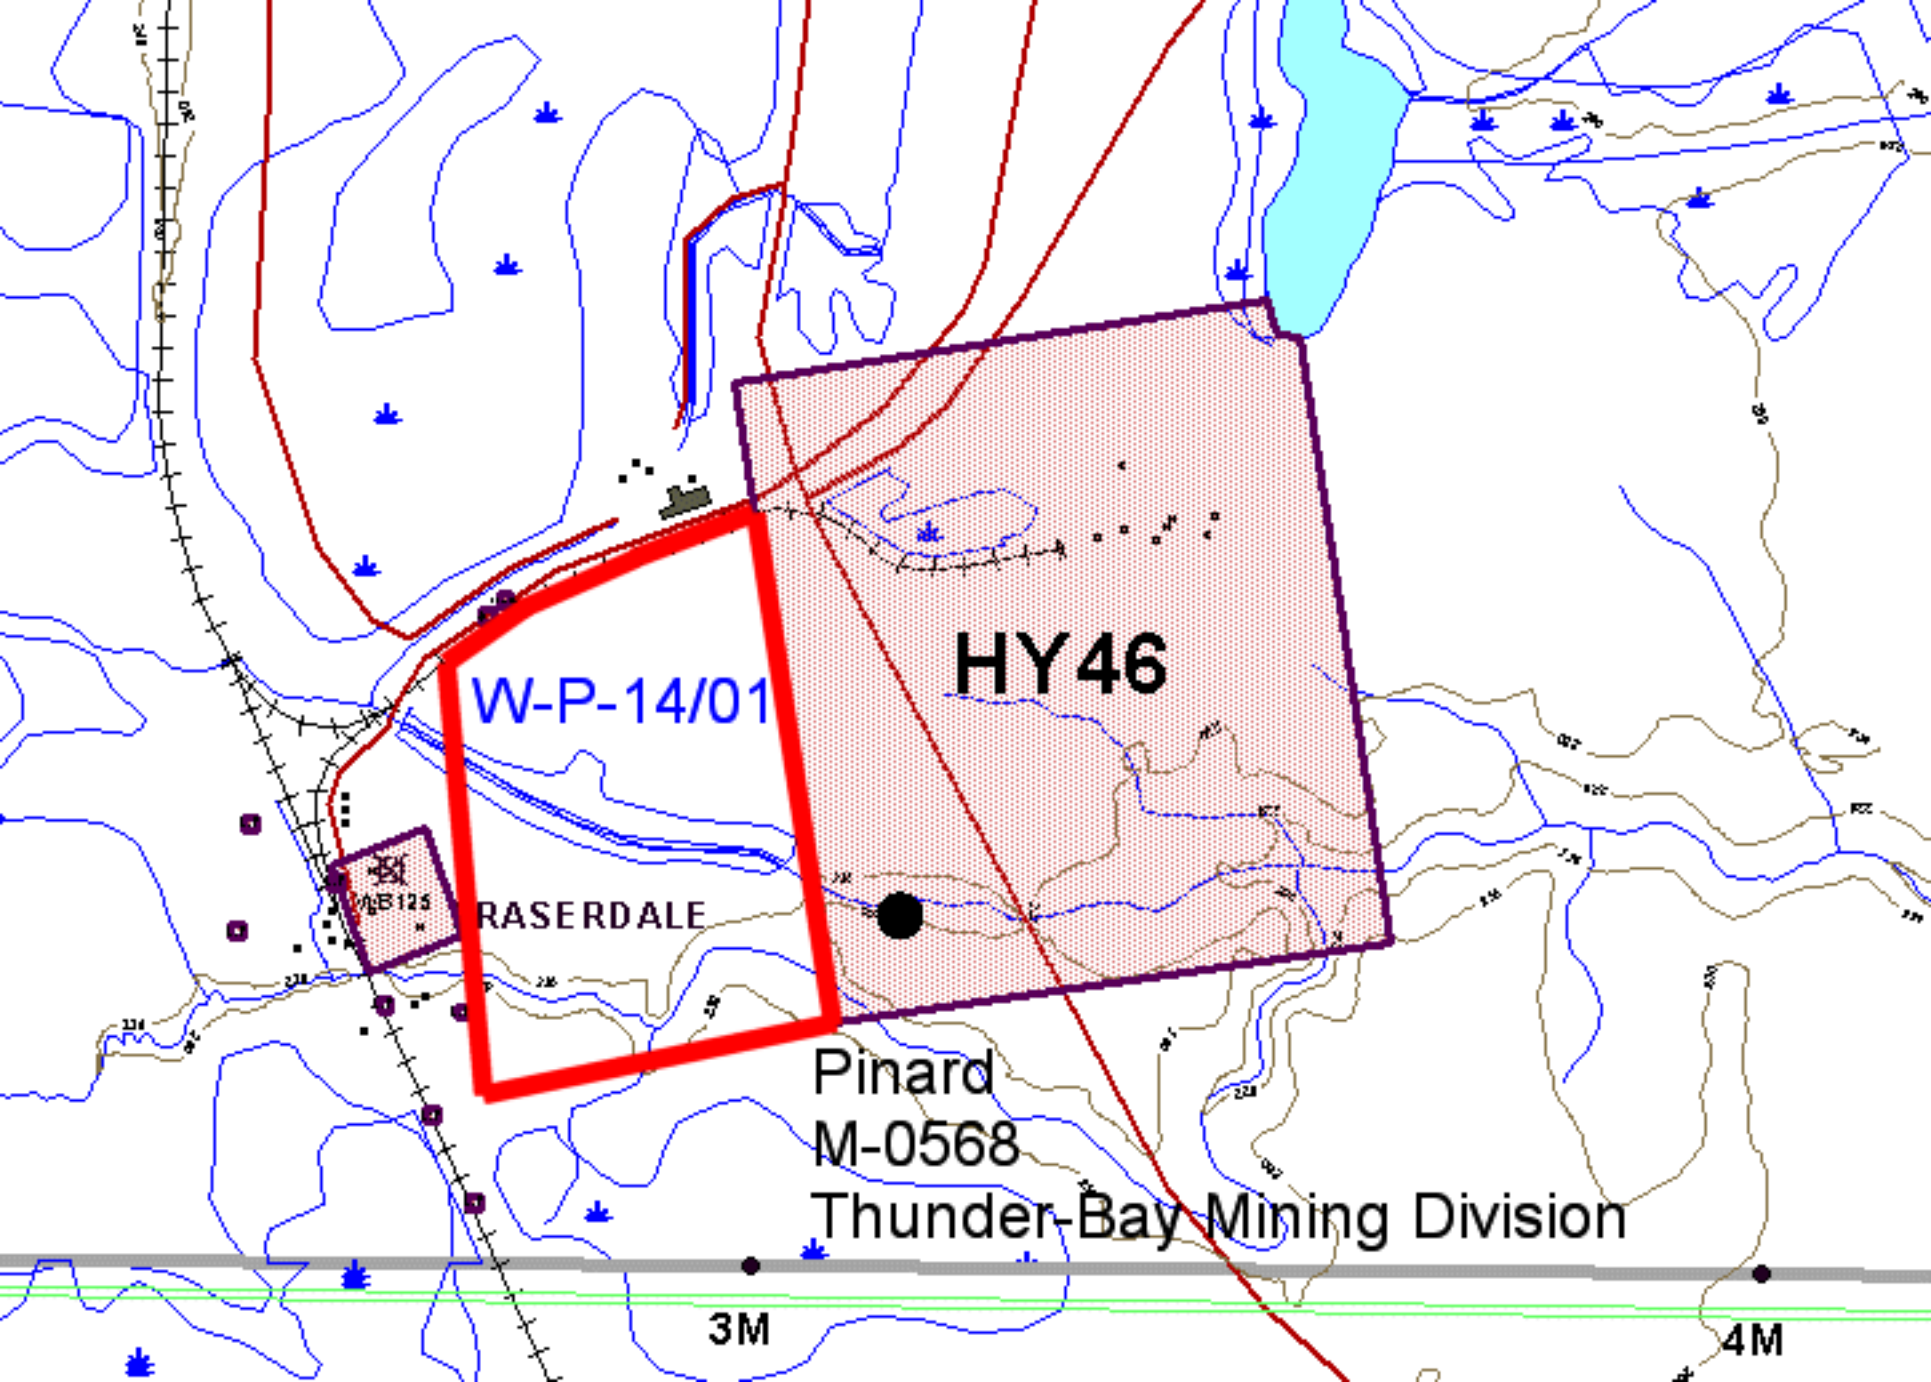 HY46
W-P-14/01
RASERDALE
Pinard
M-0568
Thunder-Bay Mining Division
3M
4M